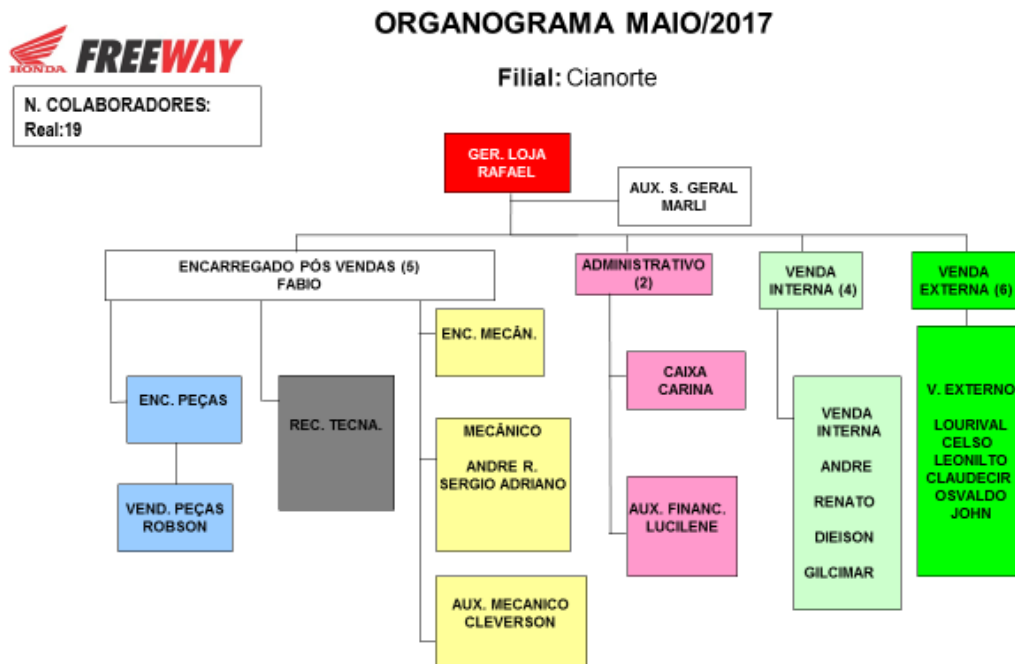 ORGANOGRAMA MAIO/2017
HONDA FREEWAY
Filial: Cianorte
N. COLABORADORES:
Real:19
GER. LOJA
RAFAEL
AUX. S. GERAL
MARLI
ENCARREGADO PÓS VENDAS (5)
FABIO
ADMINISTRATIVO
(2)
VENDA
INTERNA (4)
VENDA
EXTERNA (6)
ENC. PEÇAS
VEND. PEÇAS
ROBSON
REC. TECNA.
ENC. MECÂN.
MECÂNICO
ANDRE R.
SERGIO ADRIANO
AUX. MECANICO
CLEVERSON
CAIXA
CARINA
AUX. FINANC.
LUCILENE
VENDA
INTERNA
ANDRE
RENATO
DIEISON
GILCIMAR
V. EXTERNO
LOURIVAL
CELSO
LEONILTO
CLAUDECIR
OSVALDO
JOHN